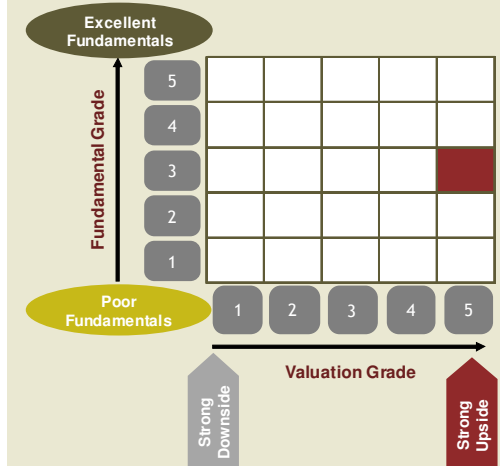 Excellent
Fundamentals
Fundamental Grade
5
4
3
2
1
Poor
Fundamentals
1
2
3
4
5
Valuation Grade
Strong
Downside
Strong
Upside